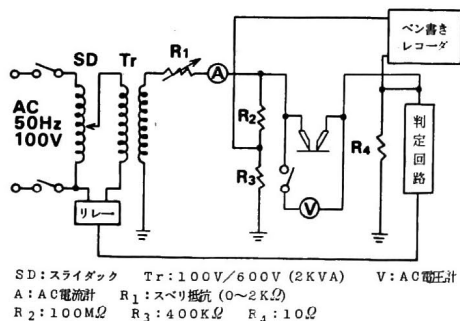 ペン書き
レコーダ
SD
Tr
R1
A
AC
50Hz
100V
R2
R3
R4
V
判定回路
リレー
SD:スライダック Tr:100V/600V (2KVA) V:AC電圧計
A:AC電流計 R1:スベリ抵抗 (0~2KΩ)
R2:100MΩ R3:400KΩ R4:10Ω